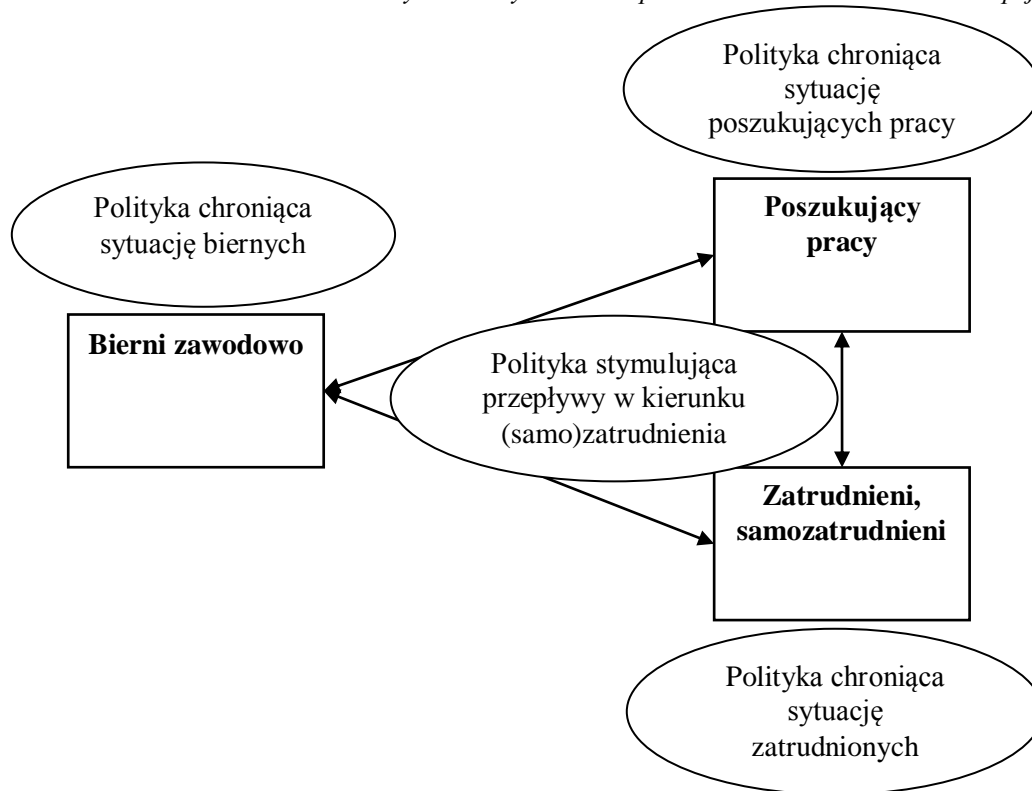 Polityka chroniąca
sytuację
poszukujących pracy
Polityka chroniąca
sytuację biernych
Poszukujący
pracy
Bierni zawodowo
Polityka stymulująca
przepływy w kierunku
(samo)zatrudnienia
Zatrudnieni,
samozatrudnieni
Polityka chroniąca
sytuację
zatrudnionych